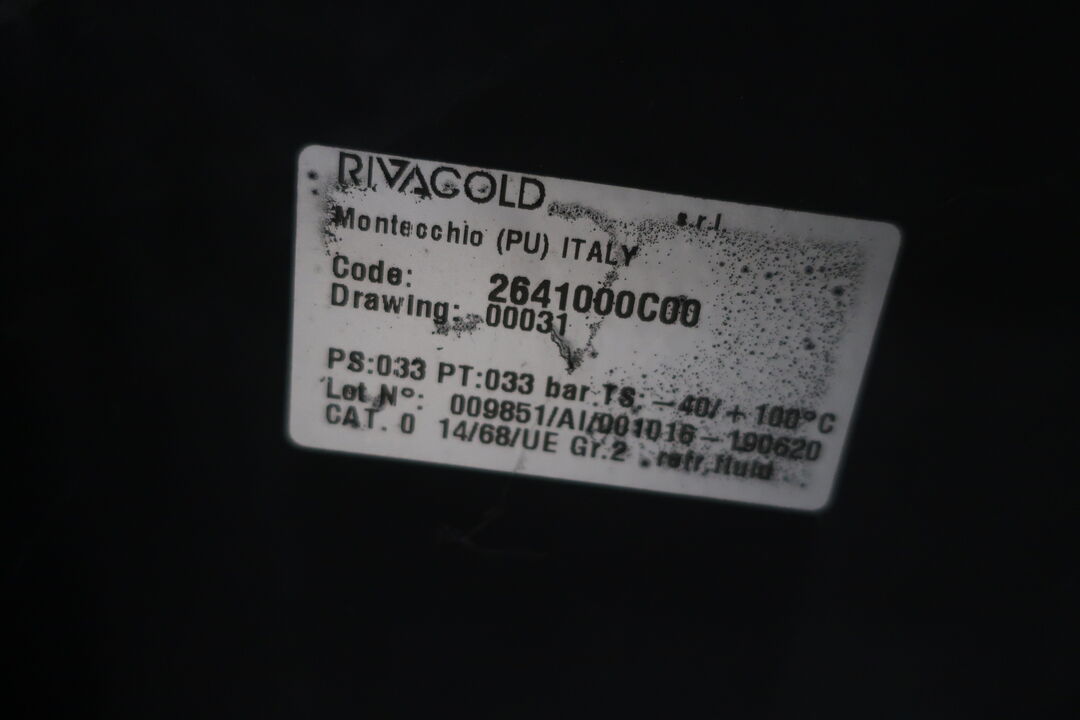 RIVACOLD s.r.l.
Montecchio (PU) ITALY
Code: 2641000C00
Drawing: 00031
PS:033 PT:033 bar TS: -40/ + 100°C
Lot N°: 009851/AI/001016 - 190620
CAT. 0 14/68/UE Gr.2 refr. fluid